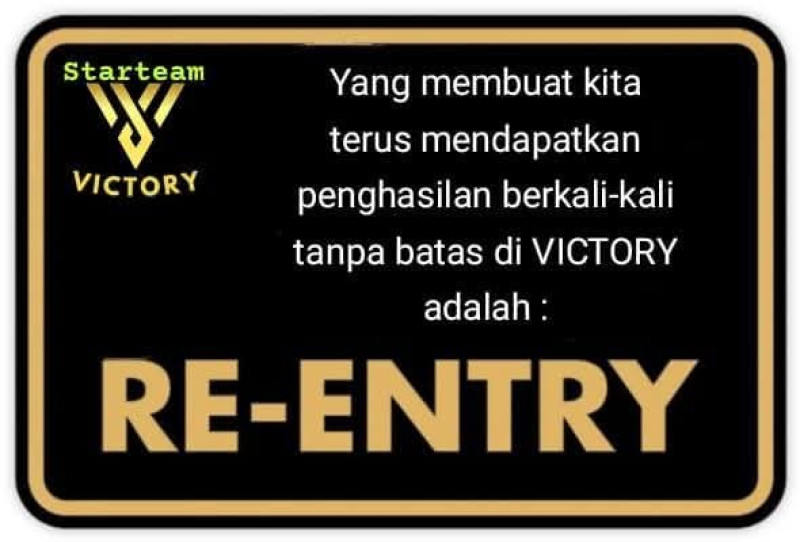 Starteam
VICTORY
Yang membuat kita
terus mendapatkan
penghasilan berkali-kali
tanpa batas di VICTORY
adalah :
RE-ENTRY